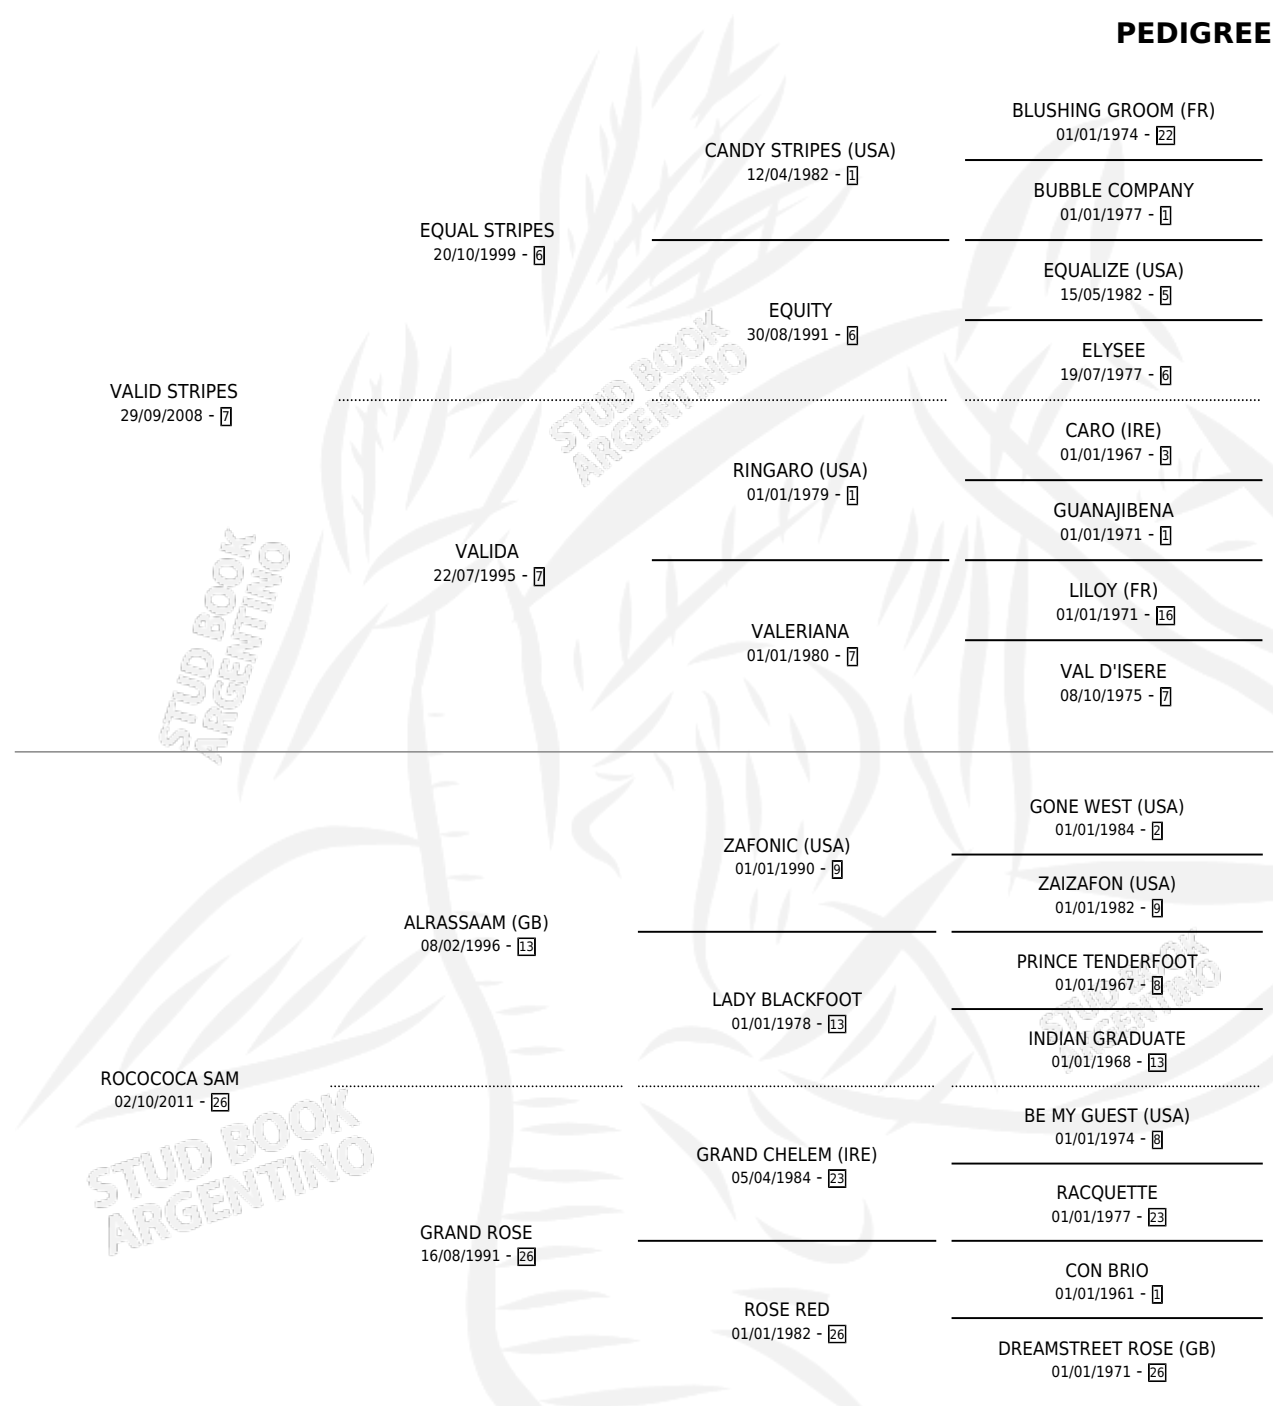 PEDIGREE
BLUSHING GROOM (FR)
01/01/1974 - 22
CANDY STRIPES (USA)
12/04/1982 - 1
BUBBLE COMPANY
01/01/1977 - 1
EQUAL STRIPES
20/10/1999 - 6
EQUALIZE (USA)
15/05/1982 - 5
EQUITY
30/08/1991 - 6
ELYSEE
19/07/1977 - 6
VALID STRIPES
29/09/2008 - 7
CARO (IRE)
01/01/1967 - 3
RINGARO (USA)
01/01/1979 - 1
GUANAJIBENA
01/01/1971 - 1
VALIDA
22/07/1995 - 7
LILOY (FR)
01/01/1971 - 16
VALERIANA
01/01/1980 - 7
VAL D'ISERE
08/10/1975 - 7
GONE WEST (USA)
01/01/1984 - 2
ZAFONIC (USA)
01/01/1990 - 9
ZAIZAFON (USA)
01/01/1982 - 9
ALRASSAAM (GB)
08/02/1996 - 13
PRINCE TENDERFOOT
01/01/1967 - 8
LADY BLACKFOOT
01/01/1978 - 13
INDIAN GRADUATE
01/01/1968 - 13
ROCOCOCA SAM
02/10/2011 - 26
BE MY GUEST (USA)
01/01/1974 - 8
GRAND CHELEM (IRE)
05/04/1984 - 23
RACQUETTE
01/01/1977 - 23
GRAND ROSE
16/08/1991 - 26
CON BRIO
01/01/1961 - 1
ROSE RED
01/01/1982 - 26
DREAMSTREET ROSE (GB)
01/01/1971 - 26
STUD BOOK
ARGENTINO
STUD BOOK
ARGENTINO
STUD BOOK
ARGENTINO
STUD BOOK
ARGENTINO